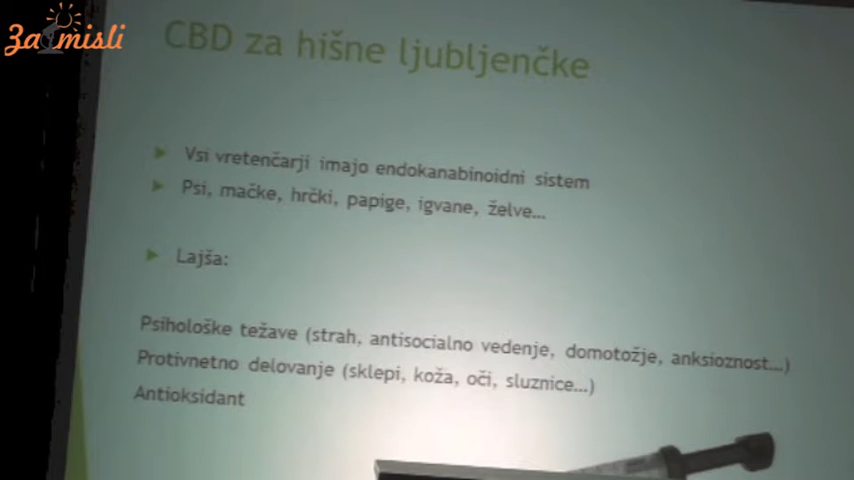 Za misli
CBD za hišne ljubljenčke
Vsi vretenčarji imajo endokanabinoidni sistem
Psi, mačke, hrčki, papige, igvane, želve...
Lajša:
Psihološke težave (strah, antisocialno vedenje, domotožje, anksioznost...)
Protivnetno delovanje (sklepi, koža, oči, sluznice...)
Antioksidant